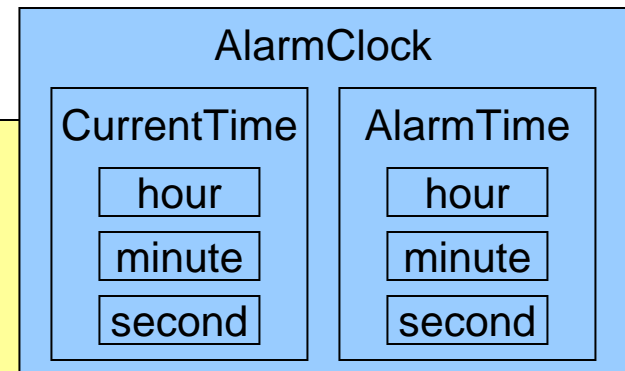 AlarmClock
CurrentTime
hour
minute
second
AlarmTime
hour
minute
second